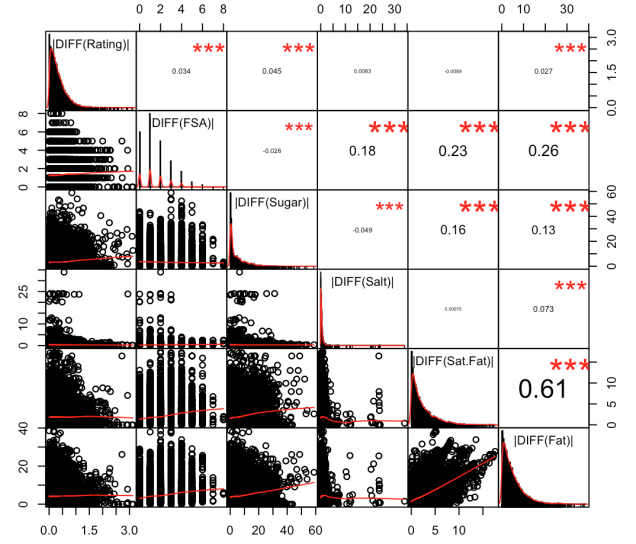 0 2 4 6 8
0 10 20 30
0 10 30
|DIFF(Rating)|
***
0.034
***
0.045
0.0083
***
0.027
0.0 1.5 3.0
0 2 4 6 8
|DIFF(FSA)|
***
-0.028
***
0.18
***
0.23
***
0.26
|DIFF(Sugar)|
***
-0.049
***
0.16
***
0.13
0 20 40 60
0 5 15 25
|DIFF(Salt)|
0.00075
***
0.073
|DIFF(Sat.Fat)|
***
0.61
0 5 10 15
0 20 40
|DIFF(Fat)|
0.0 1.5 3.0
0 20 40 60
0 5 10